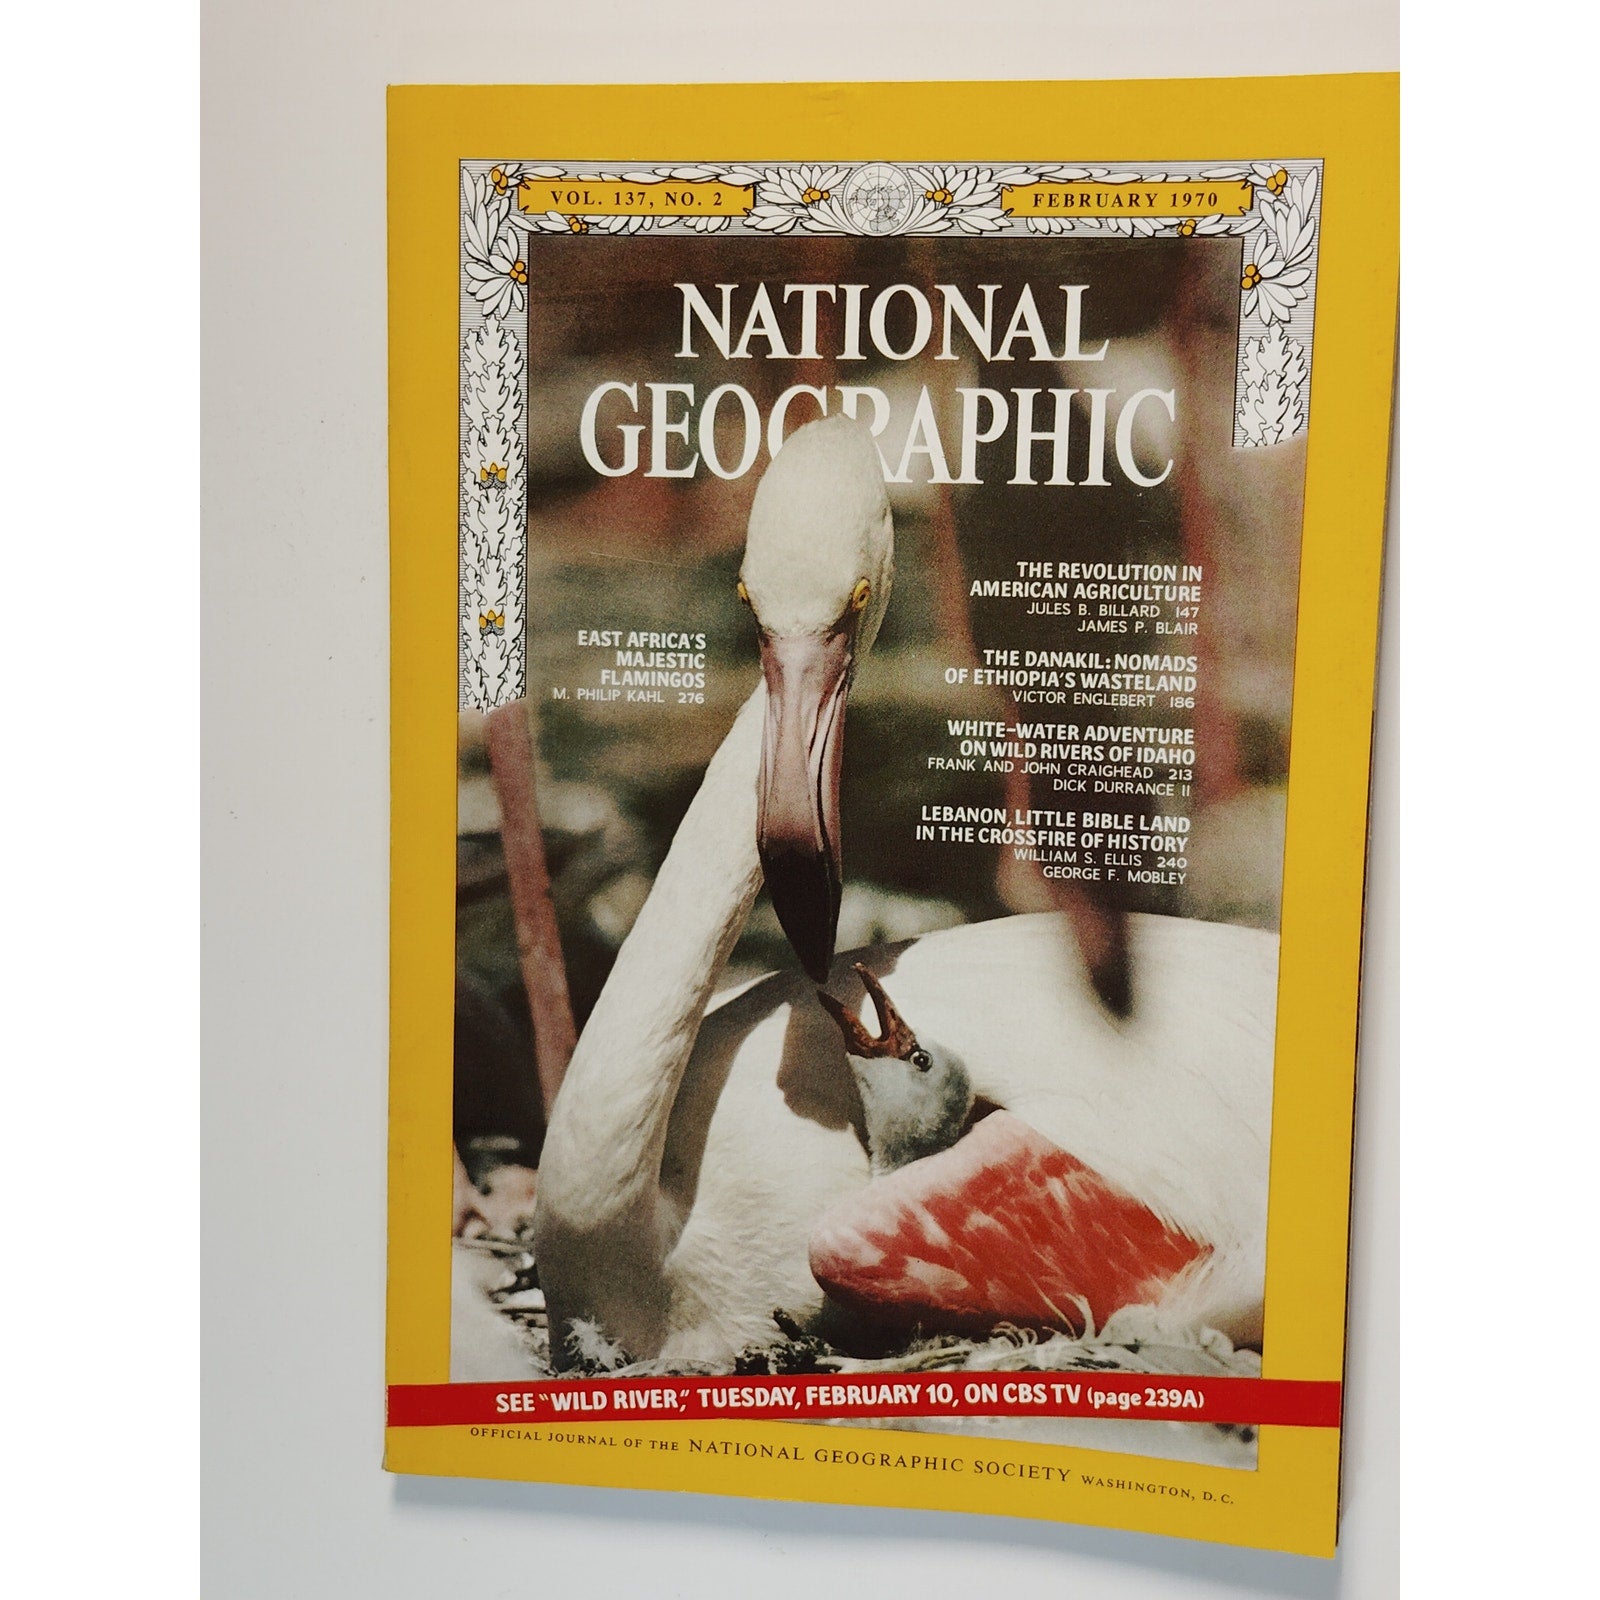 VOL. 137, NO. 2
FEBRUARY 1970
NATIONAL
GEOGRAPHIC
EAST AFRICA'S
MAJESTIC
FLAMINGOS
M. PHILIP KAHL 276
THE REVOLUTION IN
AMERICAN AGRICULTURE
JULES B. BILLARD 147
JAMES P. BLAIR
THE DANAKIL: NOMADS
OF ETHIOPIA'S WASTELAND
VICTOR ENGLEBERT 186
WHITE-WATER ADVENTURE
ON WILD RIVERS OF IDAHO
FRANK AND JOHN CRAIGHEAD 213
DICK DURRANCE II
LEBANON, LITTLE BIBLE LAND
IN THE CROSSFIRE OF HISTORY
WILLIAM S. ELLIS 240
GEORGE F. MOBLEY
SEE "WILD RIVER," TUESDAY, FEBRUARY 10, ON CBS TV (page 239A)
OFFICIAL JOURNAL OF THE NATIONAL GEOGRAPHIC SOCIETY WASHINGTON, D.C.